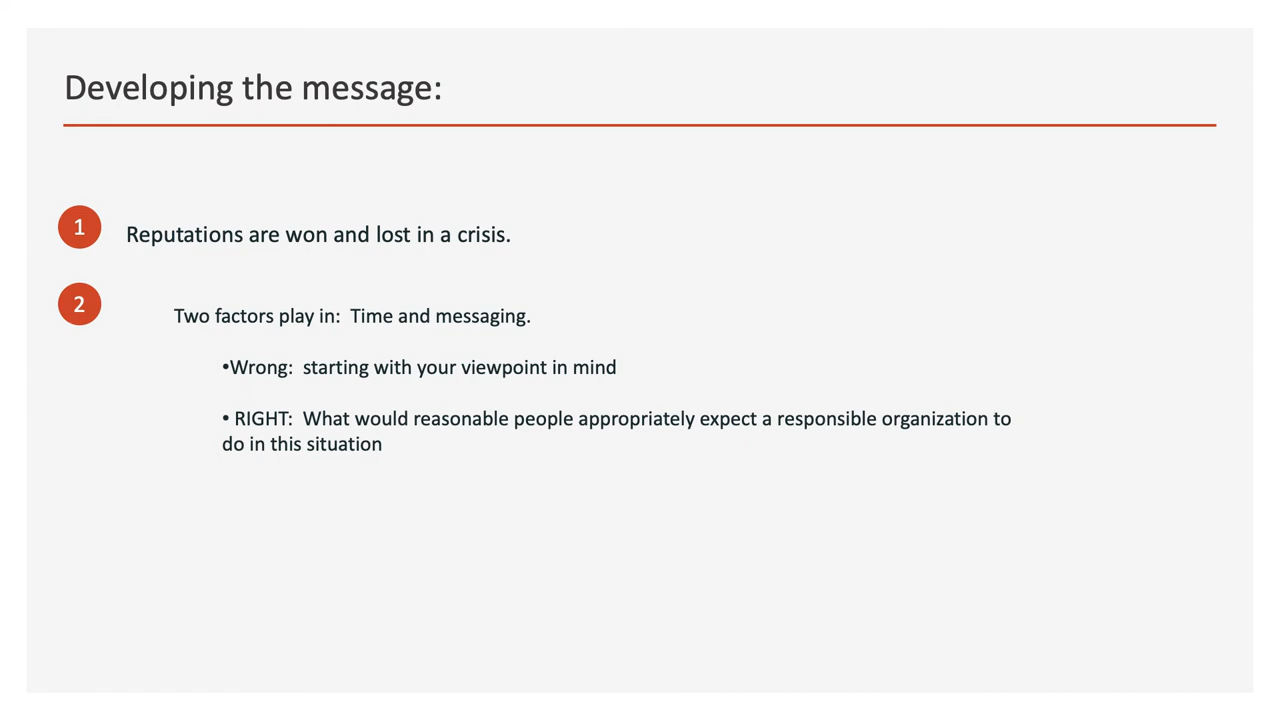 Developing the message:
1
Reputations are won and lost in a crisis.
2
Two factors play in:  Time and messaging.
•Wrong:  starting with your viewpoint in mind
• RIGHT:  What would reasonable people appropriately expect a responsible organization to
do in this situation